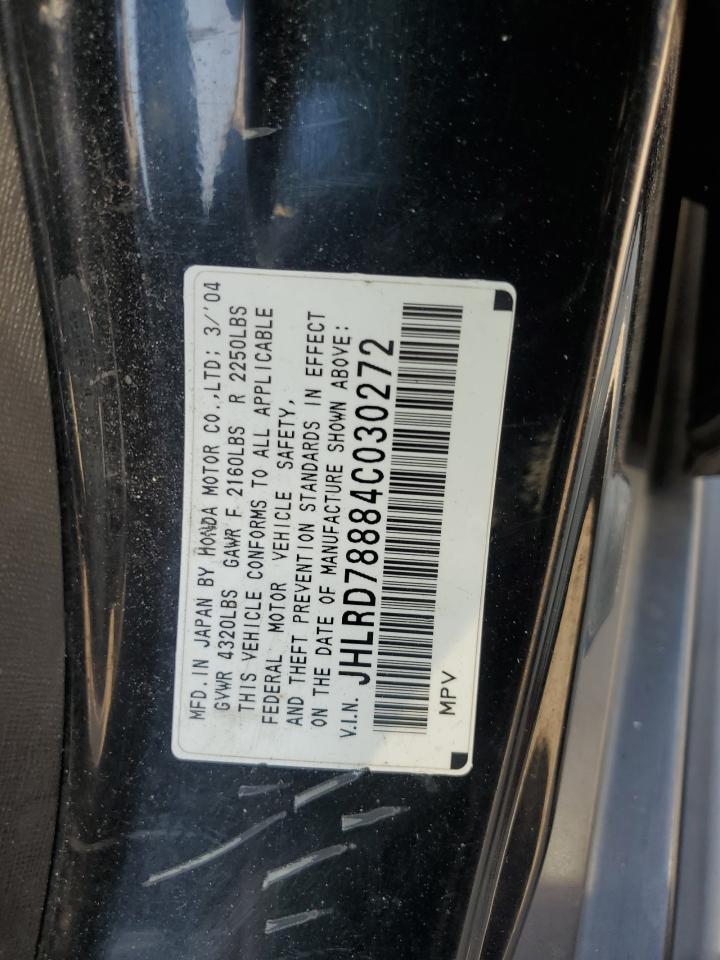 MFD.IN JAPAN BY HONDA MOTOR CO.,LTD; 3/'04
GVWR 4320LBS GAWR F 2160LBS R 2250LBS
THIS VEHICLE CONFORMS TO ALL APPLICABLE
FEDERAL MOTOR VEHICLE SAFETY,
AND THEFT PREVENTION STANDARDS IN EFFECT
ON THE DATE OF MANUFACTURE SHOWN ABOVE:
V.I.N. JHLRD78884C030272
MPV